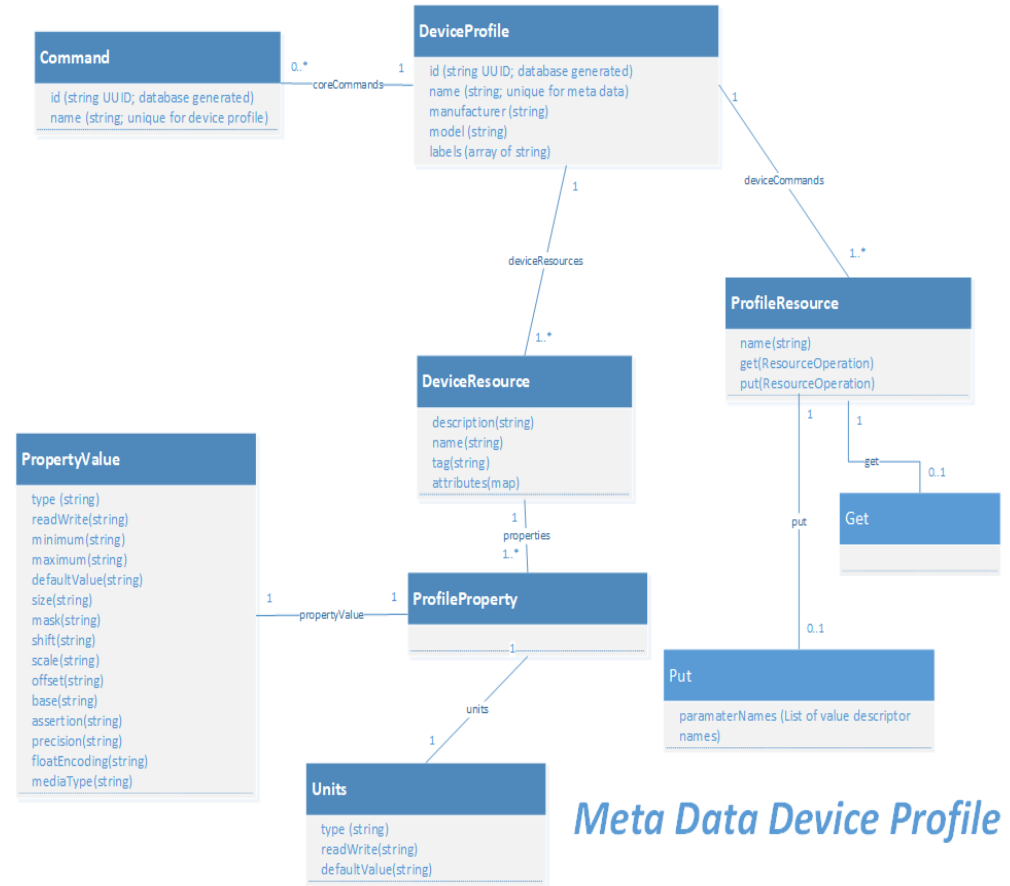 DeviceProfile
id (string UUID; database generated)
name (string; unique for meta data)
manufacturer (string)
model (string)
labels (array of string)
Command
id (string UUID; database generated)
name (string; unique for device profile)
0..*
coreCommands
1
1
deviceCommands
1..*
1
deviceResources
1..*
ProfileResource
name(string)
get(ResourceOperation)
put(ResourceOperation)
DeviceResource
description(string)
name(string)
tag(string)
attributes(map)
1
put
0..1
1
get
0..1
Get
PropertyValue
type (string)
readWrite(string)
minimum(string)
maximum(string)
defaultValue(string)
size(string)
mask(string)
shift(string)
scale(string)
offset(string)
base(string)
assertion(string)
precision(string)
floatEncoding(string)
mediaType(string)
1
properties
1..*
1
propertyValue
1
ProfileProperty
1
units
1
Put
paramaterNames (List of value descriptor
names)
Units
type (string)
readWrite(string)
defaultValue(string)
Meta Data Device Profile